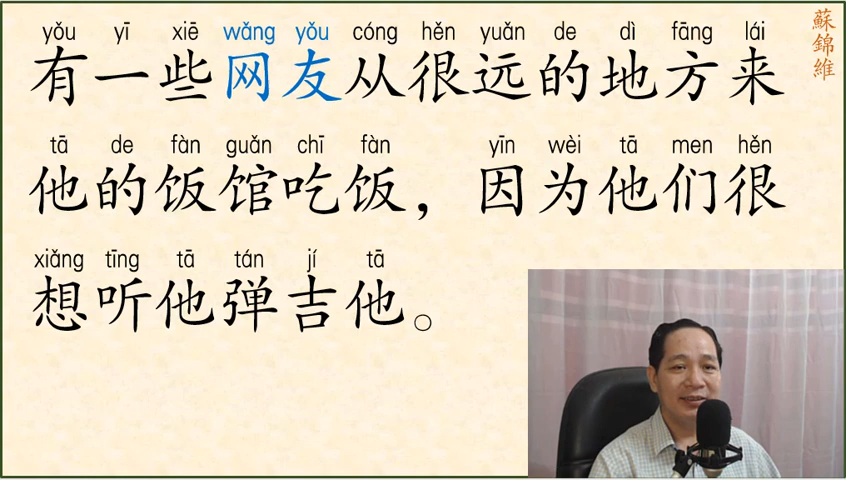 yǒu yī xiē wǎng yǒu cóng hěn yuǎn de dì fāng lái
有一些网友从很远的地方来
tā de fàn guǎn chī fàn yīn wèi tā men hěn
他的饭馆吃饭，因为他们很
xiǎng tīng tā tán jí tā
想听他弹吉他。
蘇錦維